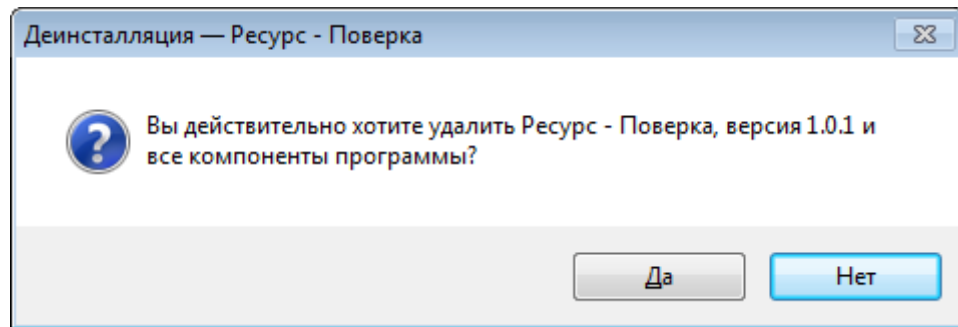 Деинсталляция — Ресурс - Поверка
Вы действительно хотите удалить Ресурс - Поверка, версия 1.0.1 и
все компоненты программы?
Да
Нет